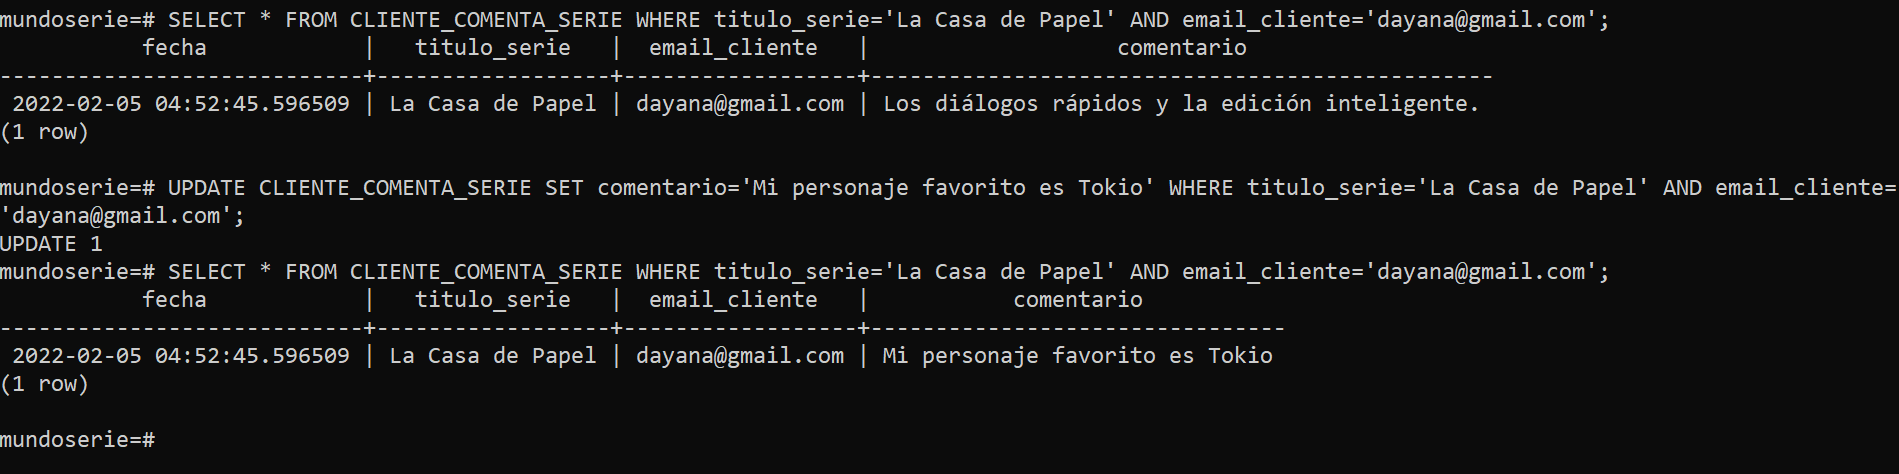 mundoserie=# SELECT * FROM CLIENTE_COMENTA_SERIE WHERE titulo_serie='La Casa de Papel' AND email_cliente='dayana@gmail.com';
           fecha            |   titulo_serie   |  email_cliente   |                   comentario
----------------------------+------------------+------------------+------------------------------------------------
 2022-02-05 04:52:45.596509 | La Casa de Papel | dayana@gmail.com | Los diálogos rápidos y la edición inteligente.
(1 row)

mundoserie=# UPDATE CLIENTE_COMENTA_SERIE SET comentario='Mi personaje favorito es Tokio' WHERE titulo_serie='La Casa de Papel' AND email_cliente=
'dayana@gmail.com';
UPDATE 1
mundoserie=# SELECT * FROM CLIENTE_COMENTA_SERIE WHERE titulo_serie='La Casa de Papel' AND email_cliente='dayana@gmail.com';
           fecha            |   titulo_serie   |  email_cliente   |           comentario
----------------------------+------------------+------------------+--------------------------------
 2022-02-05 04:52:45.596509 | La Casa de Papel | dayana@gmail.com | Mi personaje favorito es Tokio
(1 row)

mundoserie=#